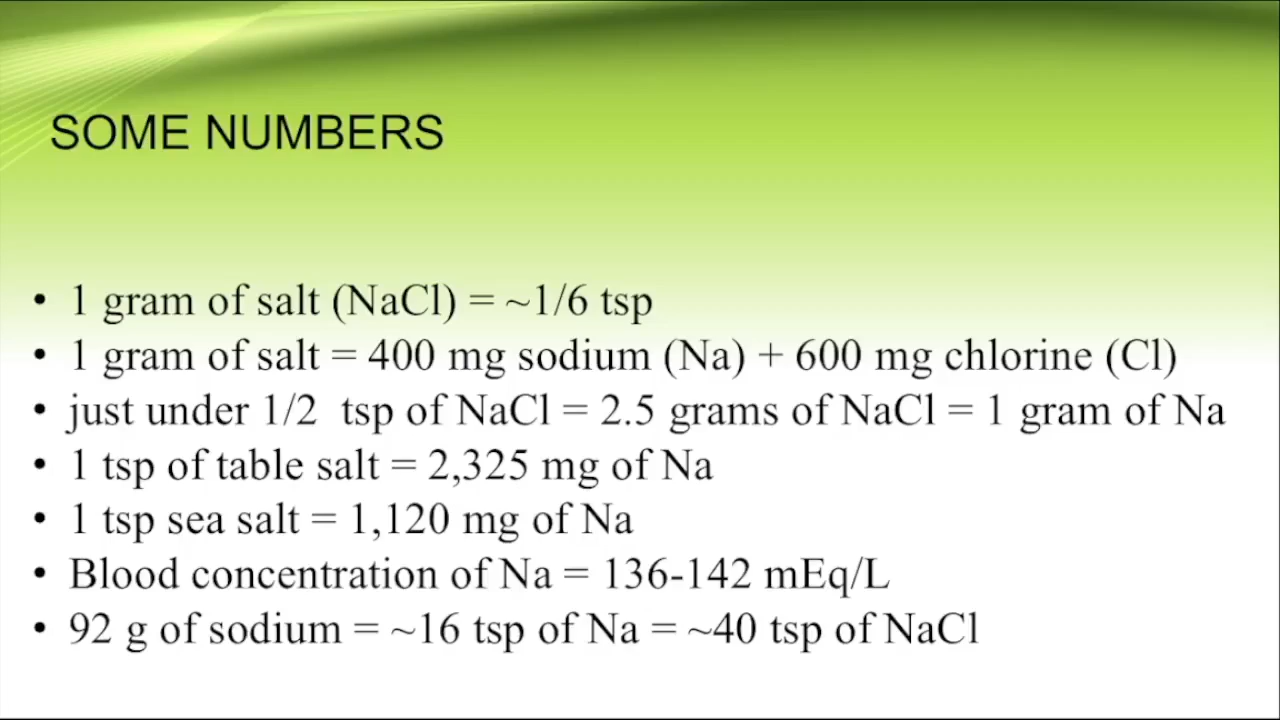 SOME NUMBERS
• 1 gram of salt (NaCl) = ~1/6 tsp
• 1 gram of salt = 400 mg sodium (Na) + 600 mg chlorine (Cl)
• just under 1/2 tsp of NaCl = 2.5 grams of NaCl = 1 gram of Na
• 1 tsp of table salt = 2,325 mg of Na
• 1 tsp sea salt = 1,120 mg of Na
• Blood concentration of Na = 136-142 mEq/L
• 92 g of sodium = ~16 tsp of Na = ~40 tsp of NaCl